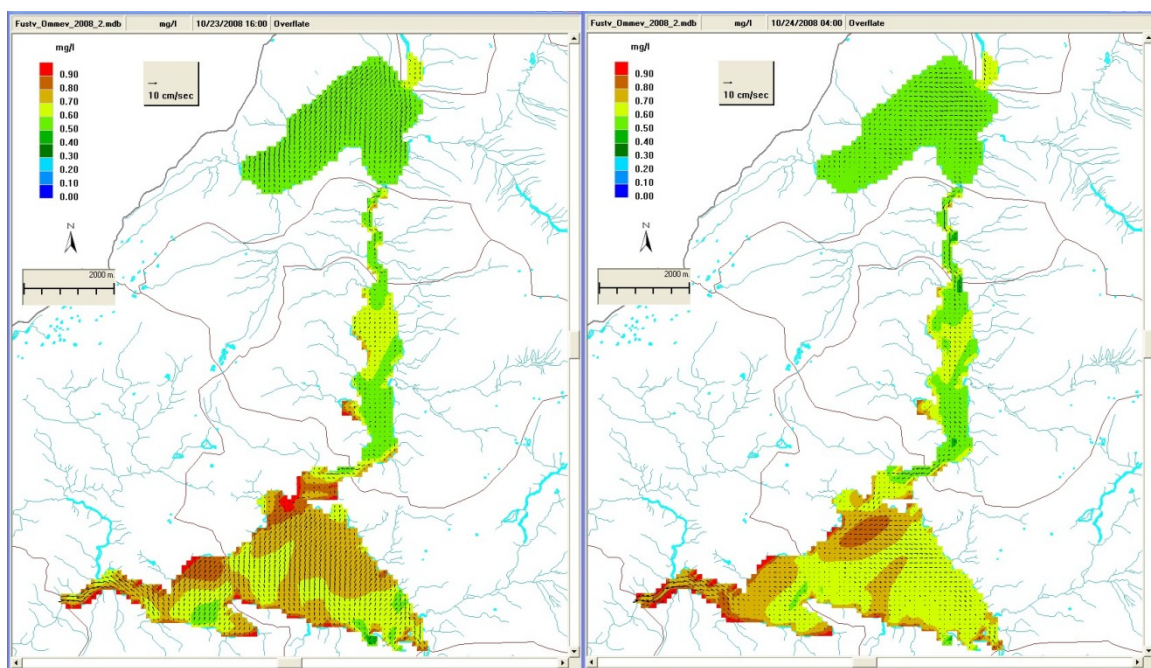 Fustv_Ommev_2008_2.mdb mg/l 10/23/2008 16:00 Overflate
mg/l
0.90
0.80
0.70
0.60
0.50
0.40
0.30
0.20
0.10
0.00
10 cm/sec
N
2000 m.
Fustv_Ommev_2008_2.mdb mg/l 10/24/2008 04:00 Overflate
mg/l
0.90
0.80
0.70
0.60
0.50
0.40
0.30
0.20
0.10
0.00
10 cm/sec
N
2000 m.